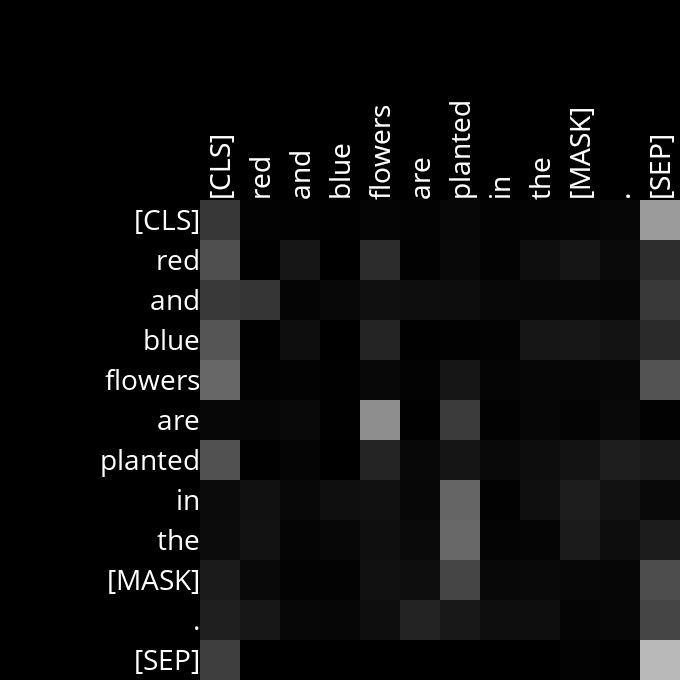 [CLS] red and blue flowers are planted in the [MASK] . [SEP]
[CLS]
red
and
blue
flowers
are
planted
in
the
[MASK]
.
[SEP]